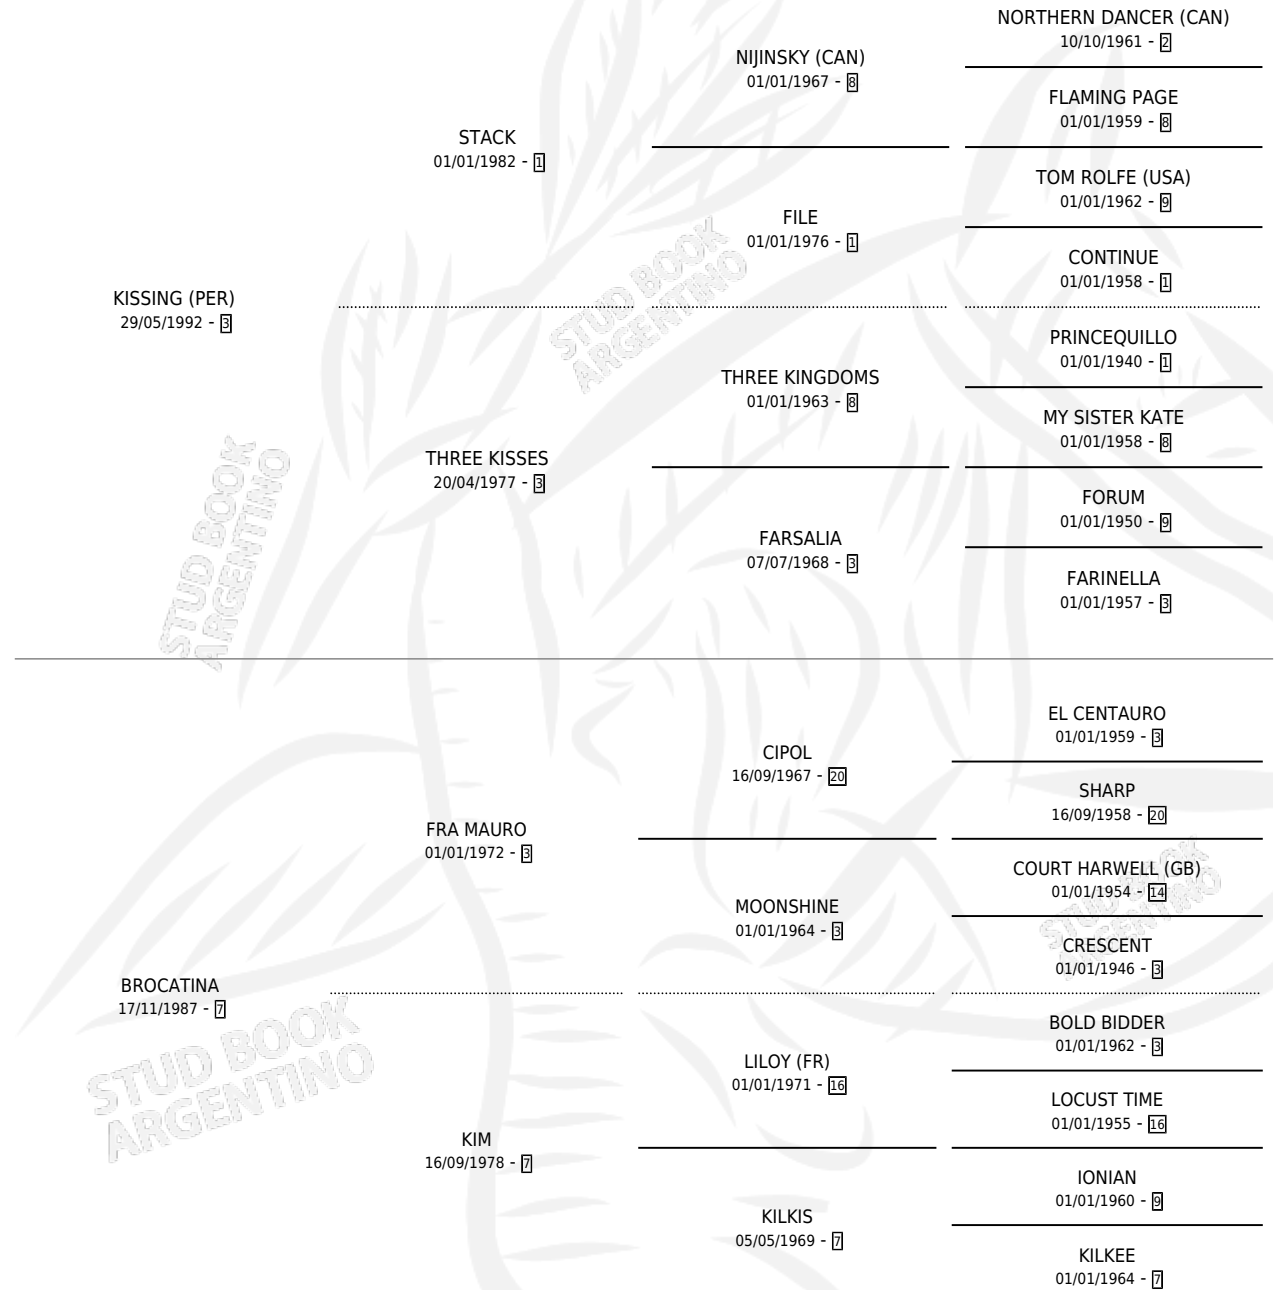 NORTHERN DANCER (CAN)
10/10/1961 - 2
NIJINSKY (CAN)
01/01/1967 - 8
FLAMING PAGE
01/01/1959 - 8
STACK
01/01/1982 - 1
TOM ROLFE (USA)
01/01/1962 - 9
FILE
01/01/1976 - 1
CONTINUE
01/01/1958 - 1
KISSING (PER)
29/05/1992 - 3
PRINCEQUILLO
01/01/1940 - 1
THREE KINGDOMS
01/01/1963 - 8
MY SISTER KATE
01/01/1958 - 8
THREE KISSES
20/04/1977 - 3
FORUM
01/01/1950 - 9
FARSALIA
07/07/1968 - 3
FARINELLA
01/01/1957 - 3
EL CENTAURO
01/01/1959 - 3
CIPOL
16/09/1967 - 20
SHARP
16/09/1958 - 20
FRA MAURO
01/01/1972 - 3
COURT HARWELL (GB)
01/01/1954 - 14
MOONSHINE
01/01/1964 - 3
CRESCENT
01/01/1946 - 3
BROCATINA
17/11/1987 - 7
BOLD BIDDER
01/01/1962 - 3
LILOY (FR)
01/01/1971 - 16
LOCUST TIME
01/01/1955 - 16
KIM
16/09/1978 - 7
IONIAN
01/01/1960 - 9
KILKIS
05/05/1969 - 7
KILKEE
01/01/1964 - 7
STUD BOOK
ARGENTINO
STUD BOOK
ARGENTINO
STUD BOOK
ARGENTINO
STUD BOOK
ARGENTINO